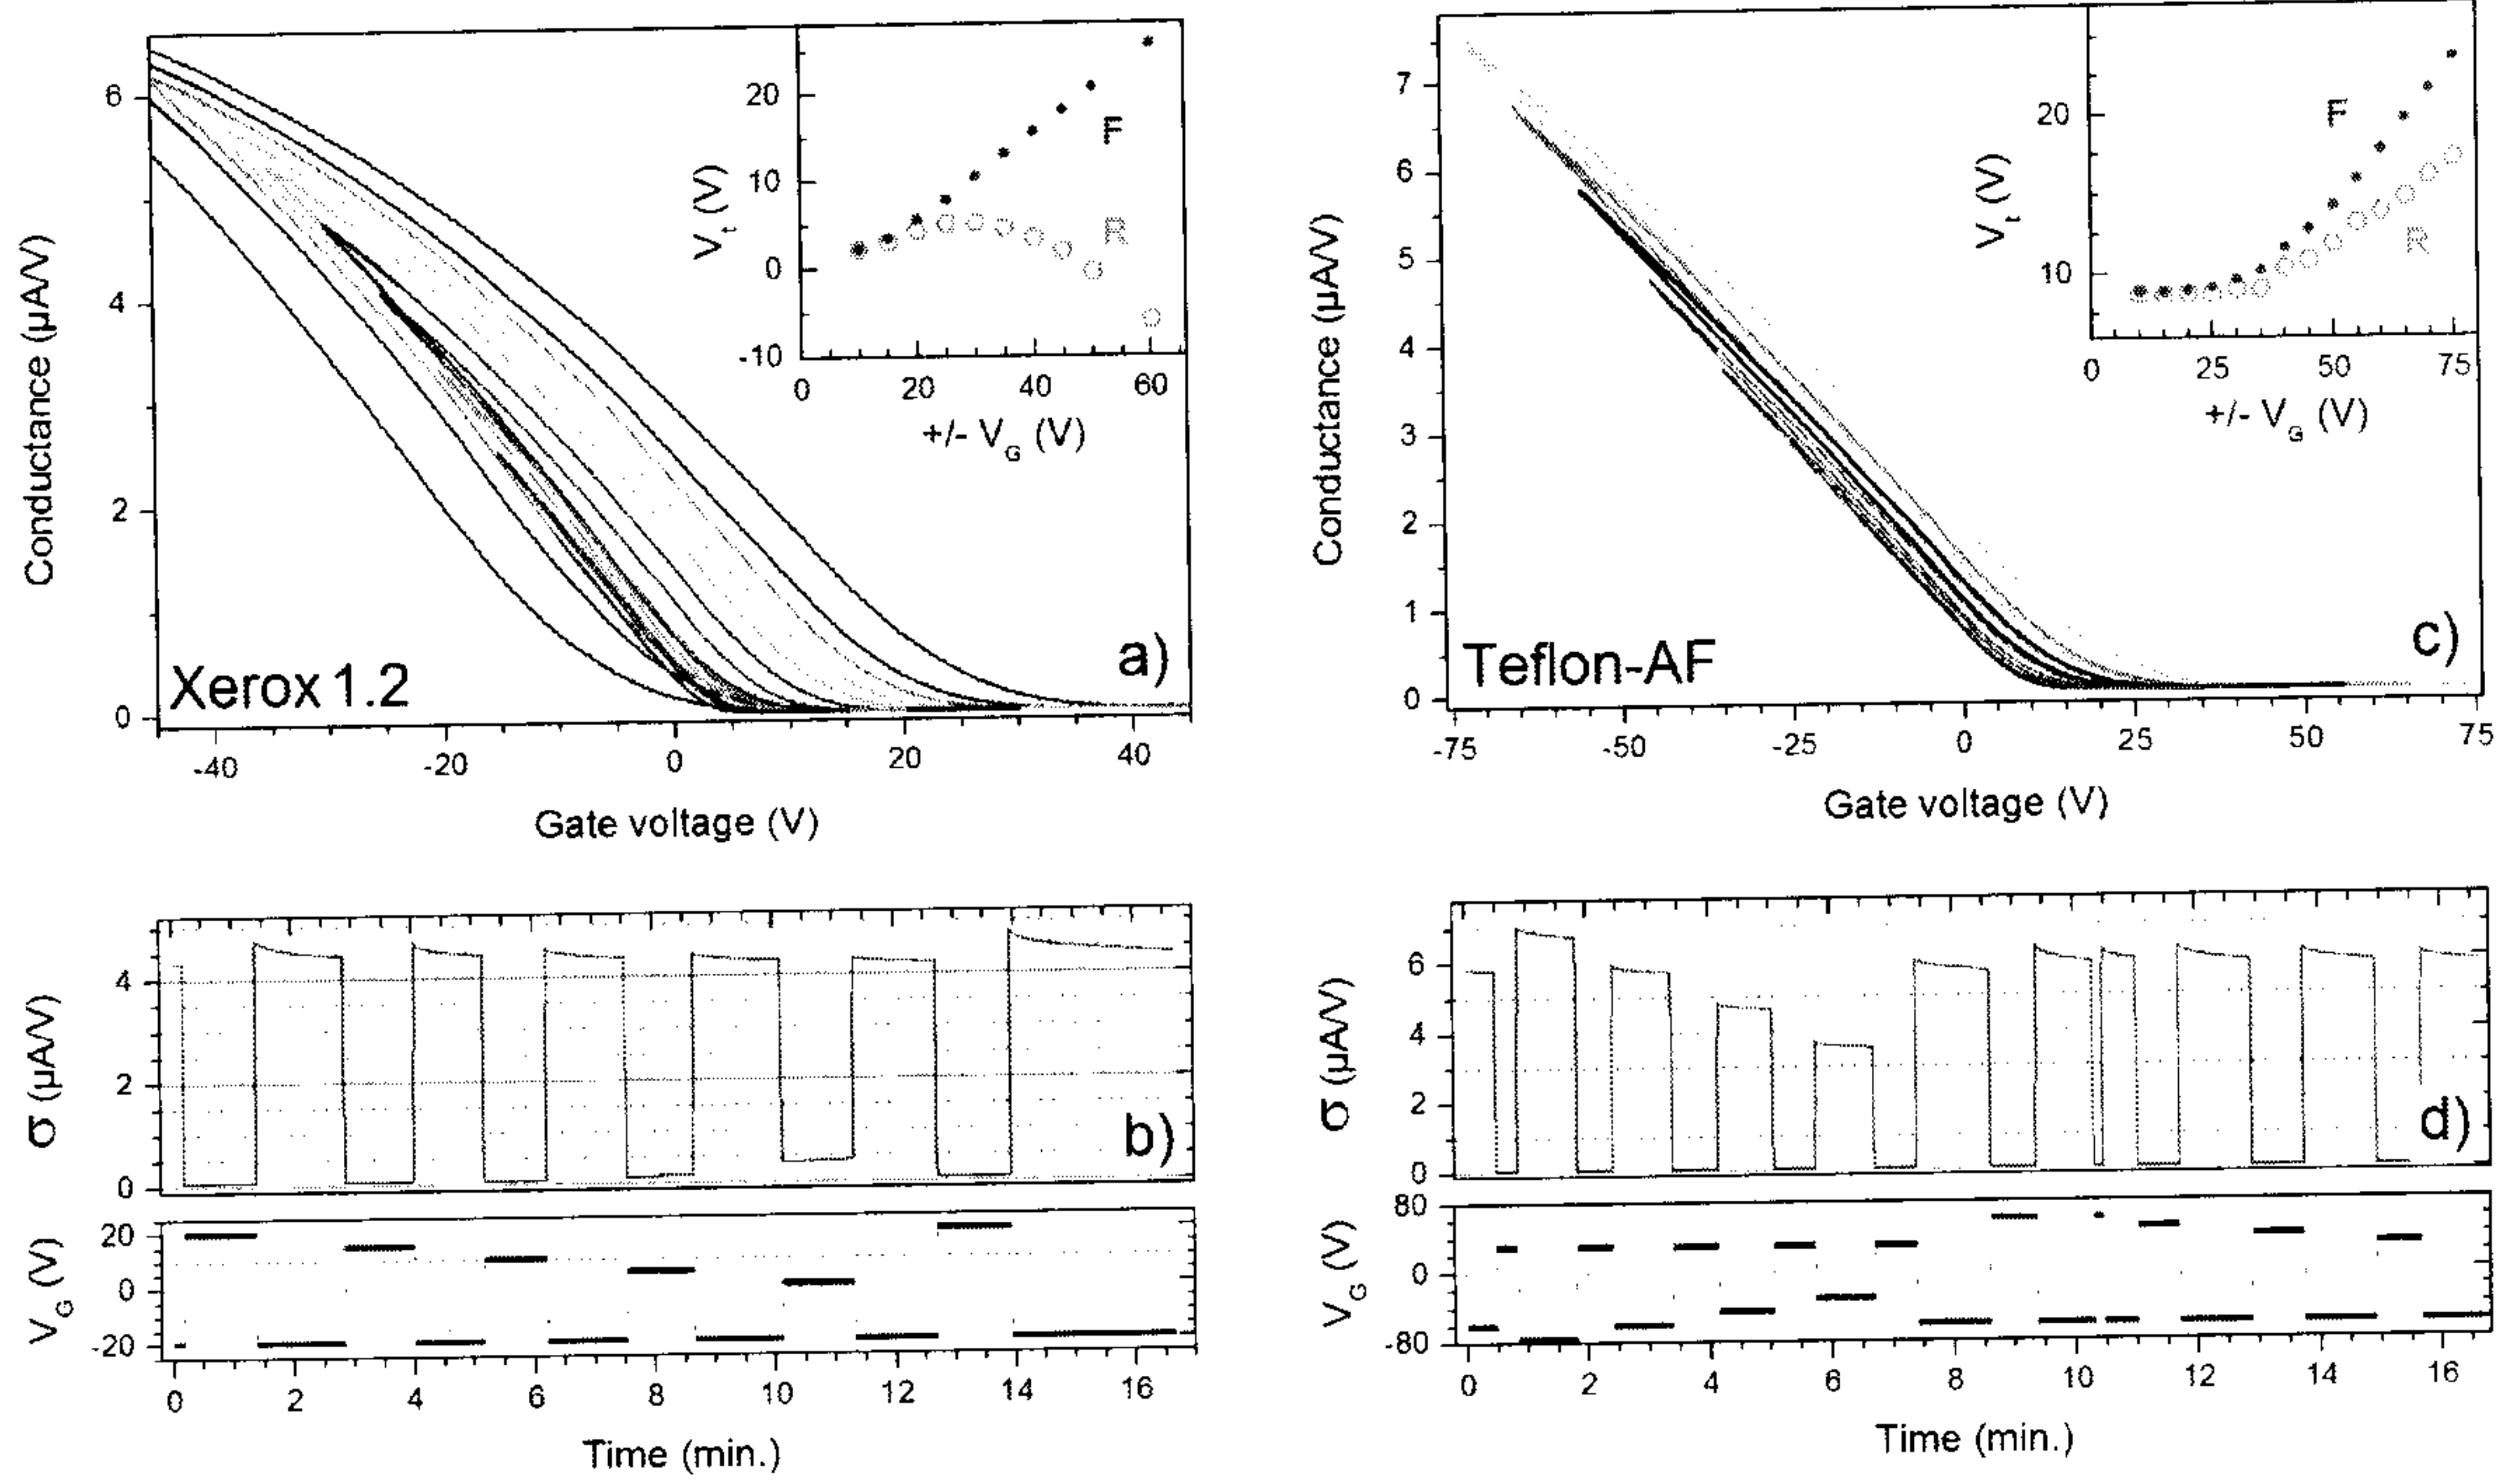 6
4
2
0
Conductance (μA/V)
20
10
0
-10
V_t (V)
F
R
0
20
40
60
+/- V_G (V)
a)
Xerox 1.2
-40
-20
0
20
40
Gate voltage (V)
7
6
5
4
3
2
1
0
Conductance (μA/V)
20
10
V_t (V)
F
R
0
25
50
75
+/- V_G (V)
c)
Teflon-AF
-75
-50
-25
0
25
50
75
Gate voltage (V)
4
2
0
σ (μA/V)
b)
20
0
-20
V_G (V)
0
2
4
6
8
10
12
14
16
Time (min.)
6
4
2
0
σ (μA/V)
d)
80
0
-80
V_G (V)
0
2
4
6
8
10
12
14
16
Time (min.)